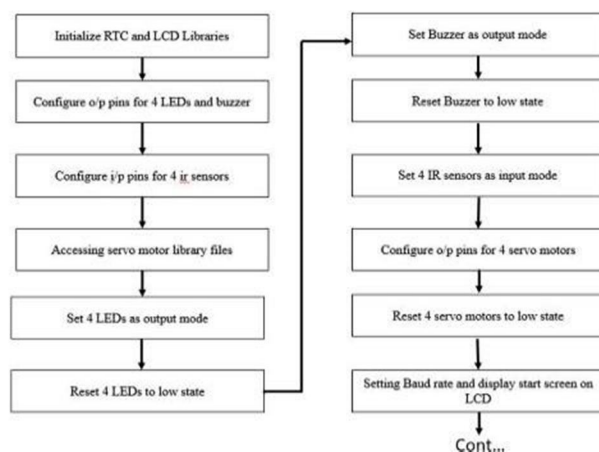 Initialize RTC and LCD Libraries
Configure o/p pins for 4 LEDs and buzzer
Configure i/p pins for 4 ir sensors
Accessing servo motor library files
Set 4 LEDs as output mode
Reset 4 LEDs to low state
Set Buzzer as output mode
Reset Buzzer to low state
Set 4 IR sensors as input mode
Configure o/p pins for 4 servo motors
Reset 4 servo motors to low state
Setting Baud rate and display start screen on
LCD
Cont...